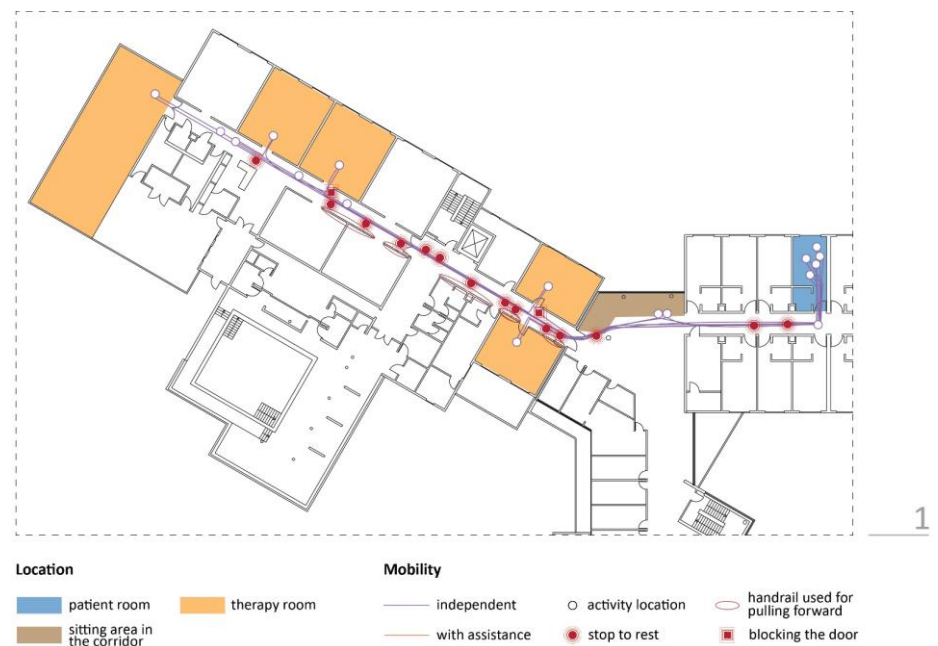 1
Location
Mobility
patient room
therapy room
independent
activity location
handrail used for
pulling forward
sitting area in
the corridor
with assistance
stop to rest
blocking the door